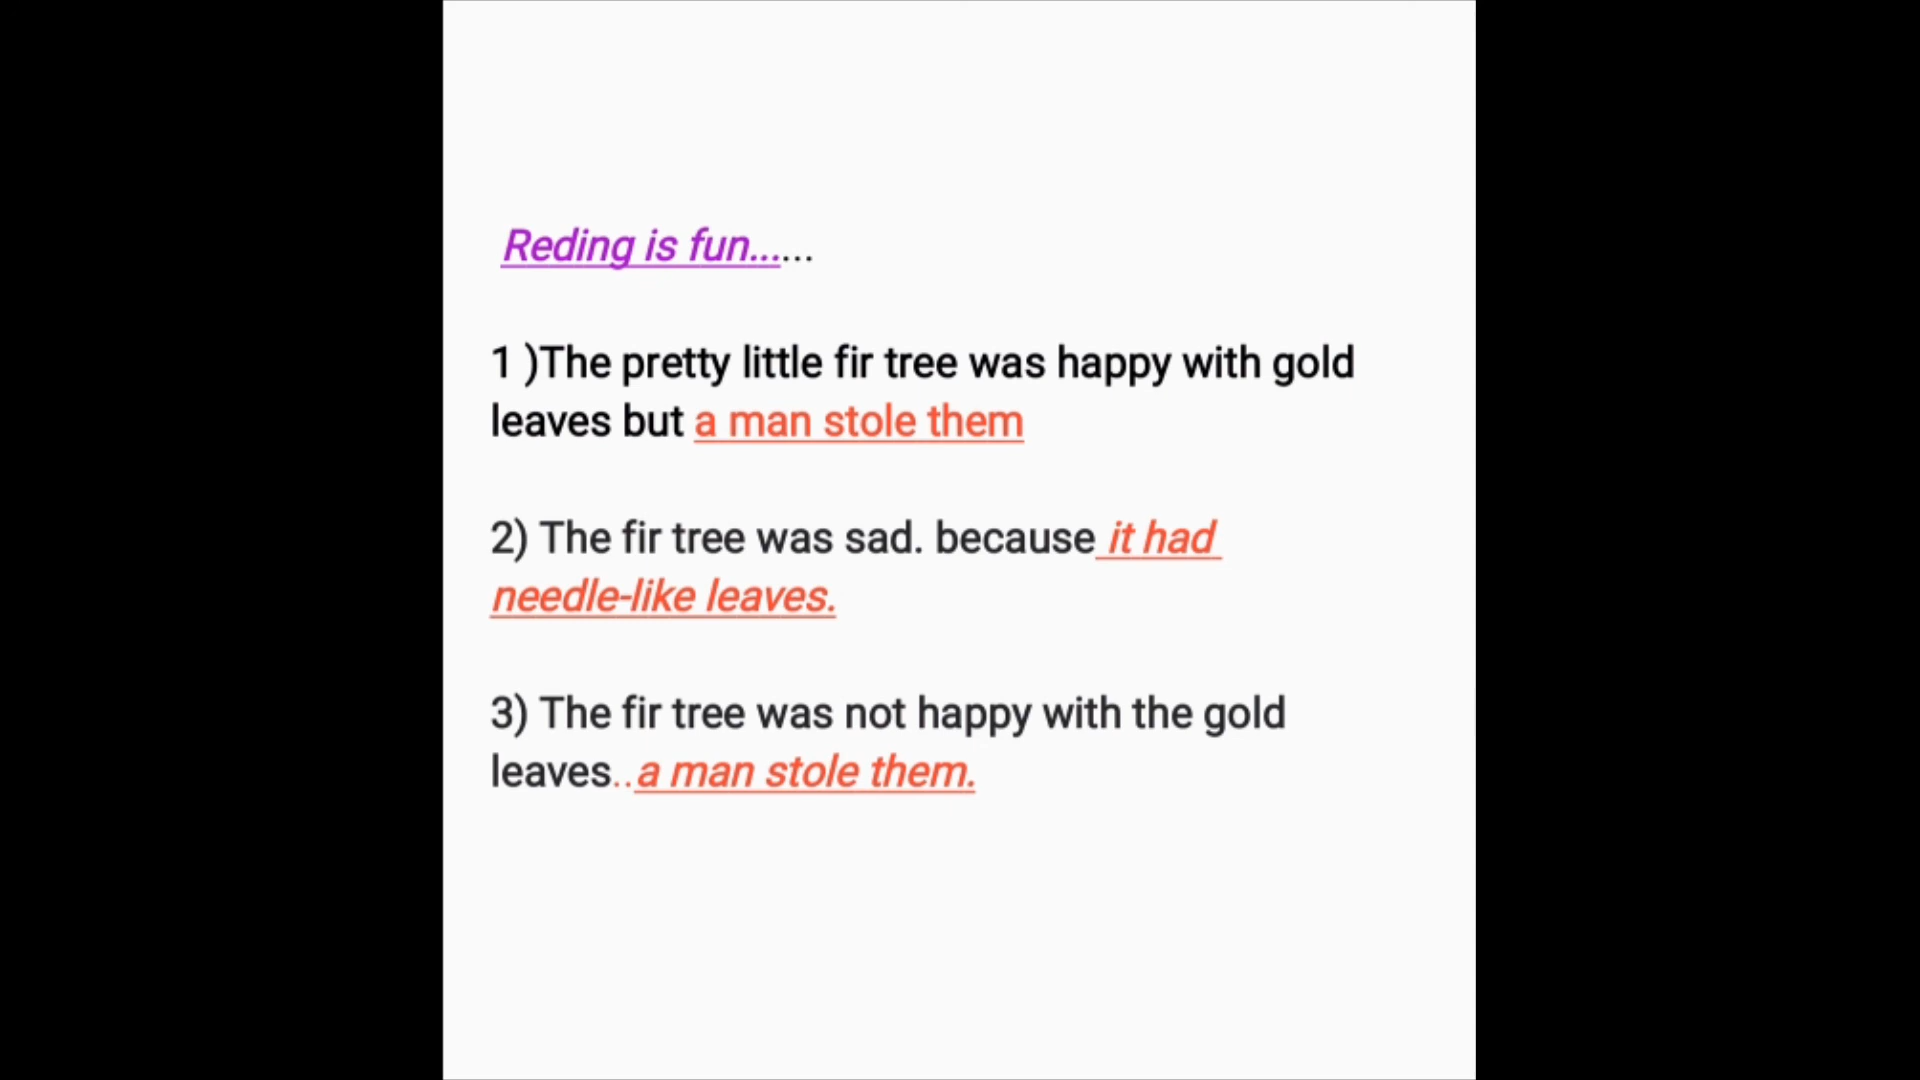 Reding is fun......
1 )The pretty little fir tree was happy with gold
leaves but a man stole them
2) The fir tree was sad. because it had
needle-like leaves.
3) The fir tree was not happy with the gold
leaves..a man stole them.